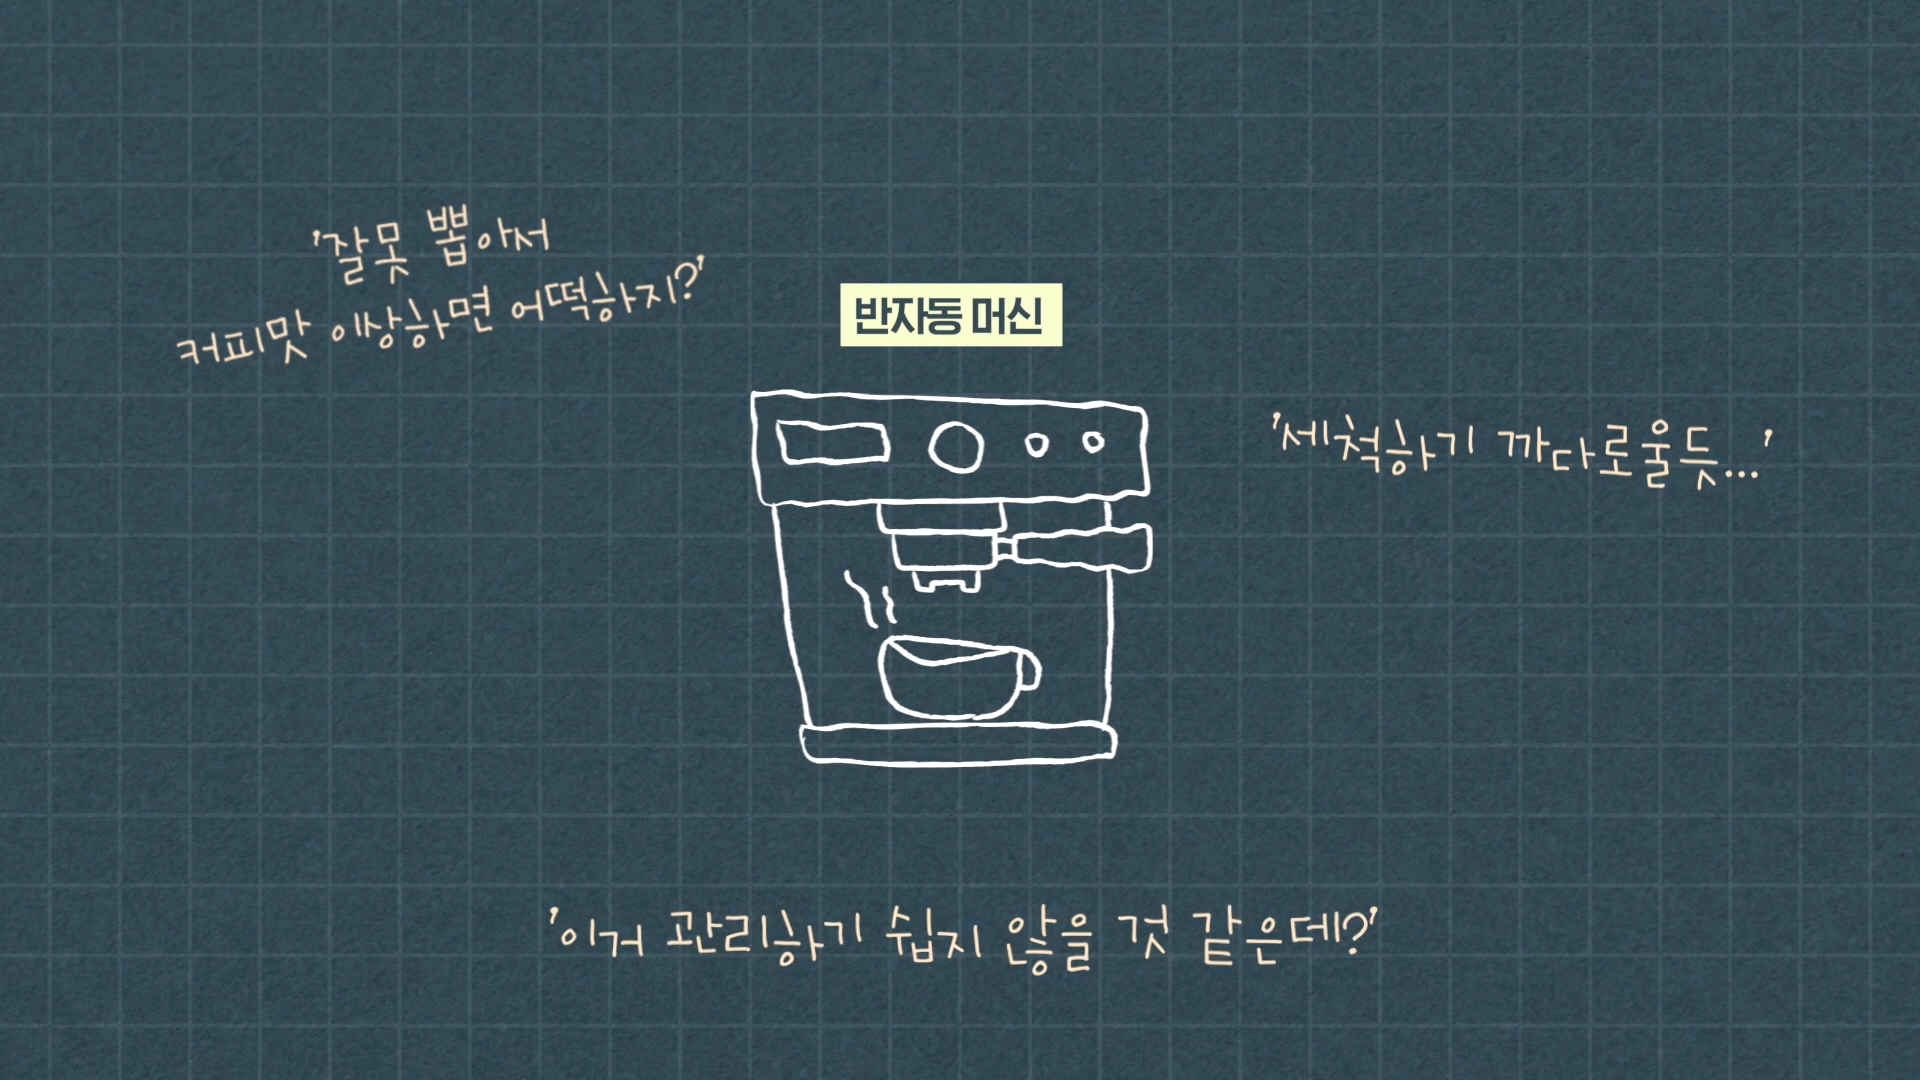 '잘못 뽑아서
커피맛 이상하면 어떡하지?'
반자동 머신
'세척하기 까다로울듯...'
'이거 관리하기 쉽지 않을 것 같은데?'